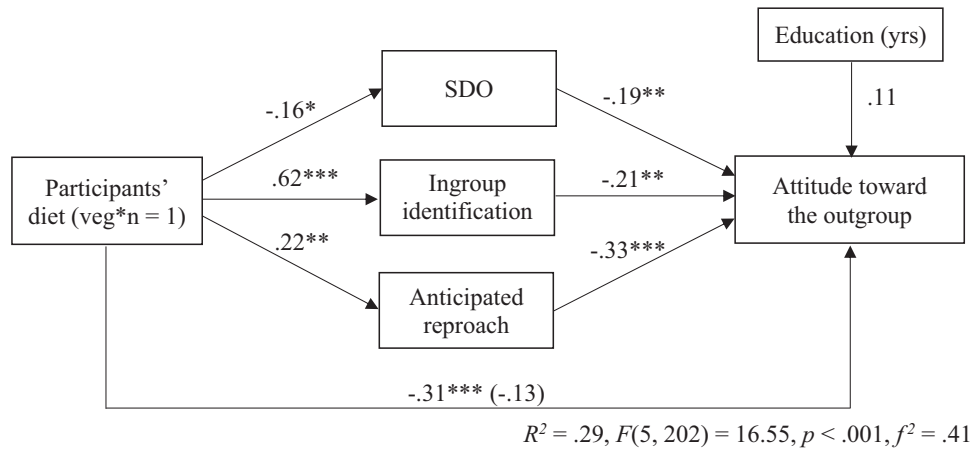 Education (yrs)
SDO
-.16*
-.19**
.11
Participants'
diet (veg*n = 1)
.62***
Ingroup
identification
-.21**
Attitude toward
the outgroup
.22**
-.33***
Anticipated
reproach
-.31*** (-.13)
R² = .29, F(5, 202) = 16.55, p < .001, f² = .41